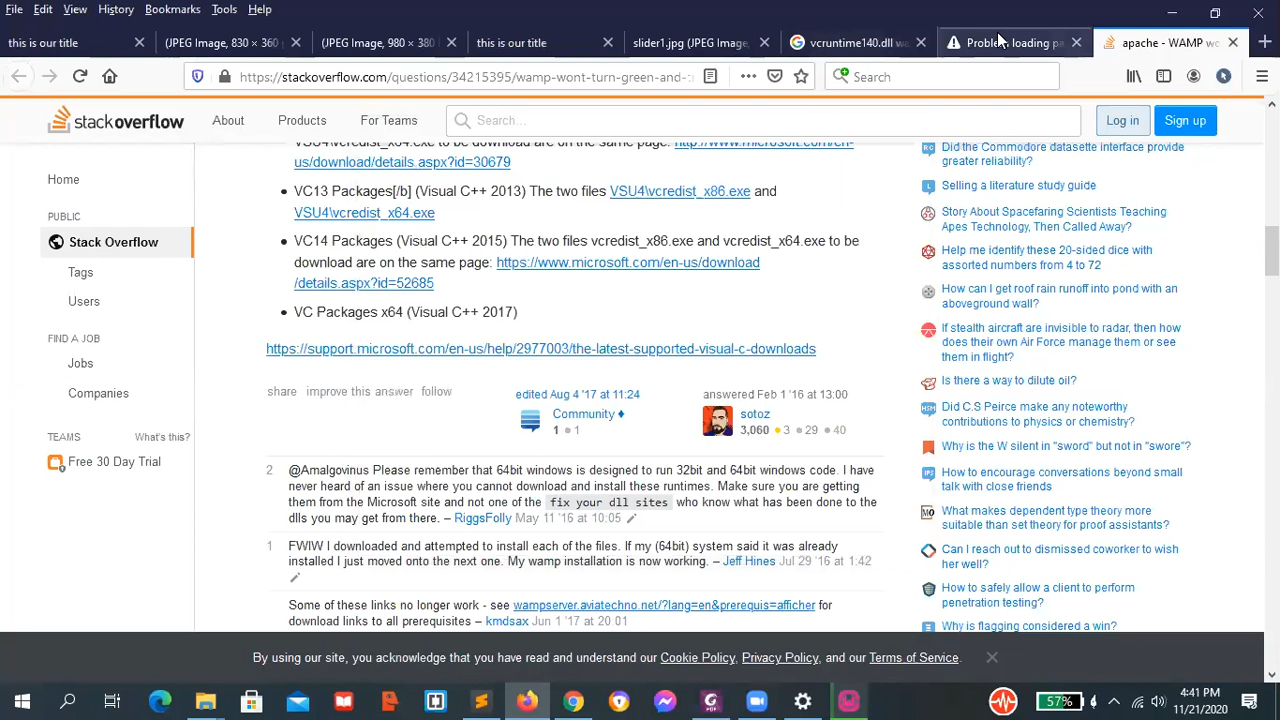 File Edit View History Bookmarks Tools Help
this is our title
(JPEG Image, 830 × 360
(JPEG Image, 980 × 380
this is our title
slider1.jpg (JPEG Image,
vcruntime140.dll wa
Problem loading pa
apache - WAMP wo
https://stackoverflow.com/questions/34215395/wamp-wont-turn-green-and-
Search
stackoverflow About Products For Teams Search... Log in Sign up
Home
PUBLIC
Stack Overflow
Tags
Users
FIND A JOB
Jobs
Companies
TEAMS What's this?
Free 30 Day Trial
VSU4\vcredist_x64.exe to be download are on the same page: http://www.microsoft.com/en-
us/download/details.aspx?id=30679
VC13 Packages[/b] (Visual C++ 2013) The two files VSU4\vcredist_x86.exe and
VSU4\vcredist_x64.exe
VC14 Packages (Visual C++ 2015) The two files vcredist_x86.exe and vcredist_x64.exe to be
download are on the same page: https://www.microsoft.com/en-us/download
/details.aspx?id=52685
VC Packages x64 (Visual C++ 2017)
https://support.microsoft.com/en-us/help/2977003/the-latest-supported-visual-c-downloads
share improve this answer follow
edited Aug 4 '17 at 11:24
Community ♦
1 ● 1
answered Feb 1 '16 at 13:00
sotoz
3,060 ● 3 ● 29 ● 40
2 @Amalgovinus Please remember that 64bit windows is designed to run 32bit and 64bit windows code. I have
never heard of an issue where you cannot download and install these runtimes. Make sure you are getting
them from the Microsoft site and not one of the fix your dll sites who know what has been done to the
dlls you may get from there. – RiggsFolly May 11 '16 at 10:05
1 FWIW I downloaded and attempted to install each of the files. If my (64bit) system said it was already
installed I just moved onto the next one. My wamp installation is now working. – Jeff Hines Jul 29 '16 at 1:42
Some of these links no longer work - see wampserver.aviatechno.net/?lang=en&prerequis=afficher for
download links to all prerequisites – kmdsax Jun 1 '17 at 20:01
Did the Commodore datasette interface provide
greater reliability?
Selling a literature study guide
Story About Spacefaring Scientists Teaching
Apes Technology, Then Called Away?
Help me identify these 20-sided dice with
assorted numbers from 4 to 72
How can I get roof rain runoff into pond with an
aboveground wall?
If stealth aircraft are invisible to radar, then how
does their own Air Force manage them or see
them in flight?
Is there a way to dilute oil?
Did C.S Peirce make any noteworthy
contributions to physics or chemistry?
Why is the W silent in "sword" but not in "swore"?
How to encourage conversations beyond small
talk with close friends
What makes dependent type theory more
suitable than set theory for proof assistants?
Can I reach out to dismissed coworker to wish
her well?
How to safely allow a client to perform
penetration testing?
Why is flagging considered a win?
By using our site, you acknowledge that you have read and understand our Cookie Policy, Privacy Policy, and our Terms of Service.
57%
4:41 PM
11/21/2020